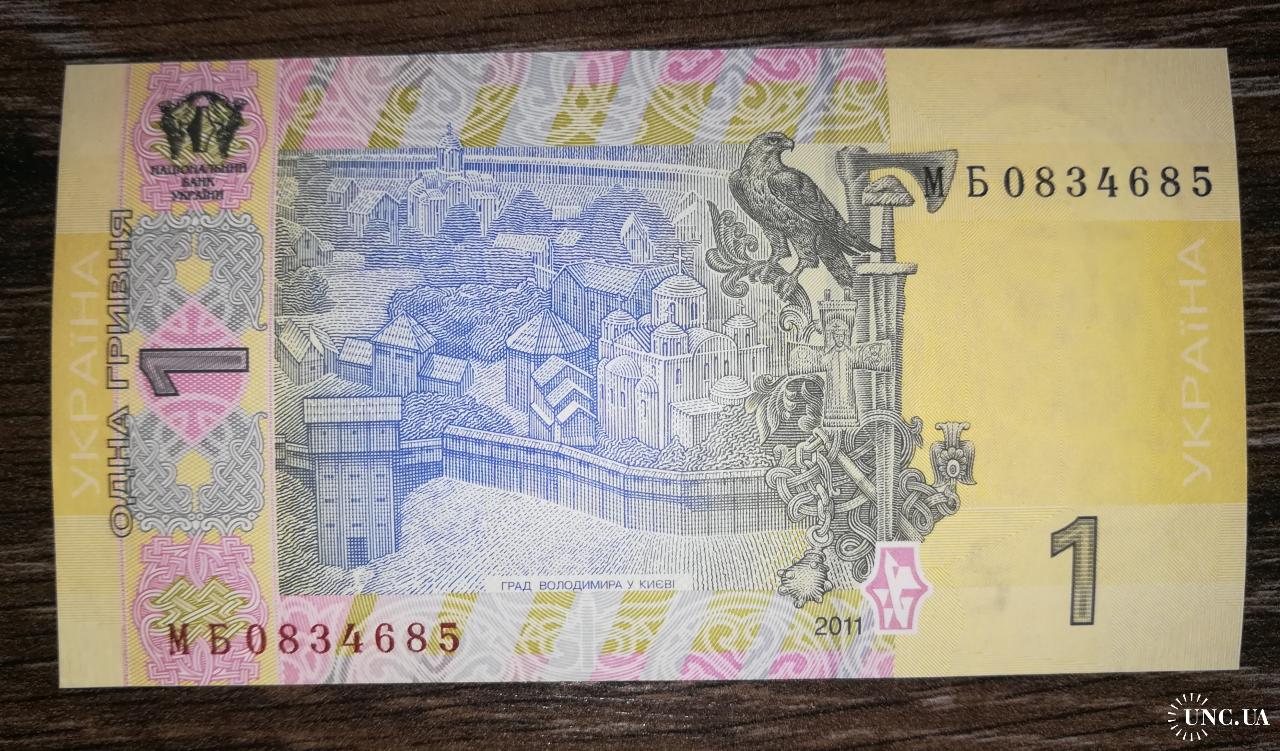 НАЦІОНАЛЬНИЙ
БАНК
УКРАЇНИ
МБ0834685
УКРАЇНА
ОДНА ГРИВНЯ
1
УКРАЇНА
ГРАД ВОЛОДИМИРА У КИЄВІ
1
2011
МБ0834685
UNC.UA